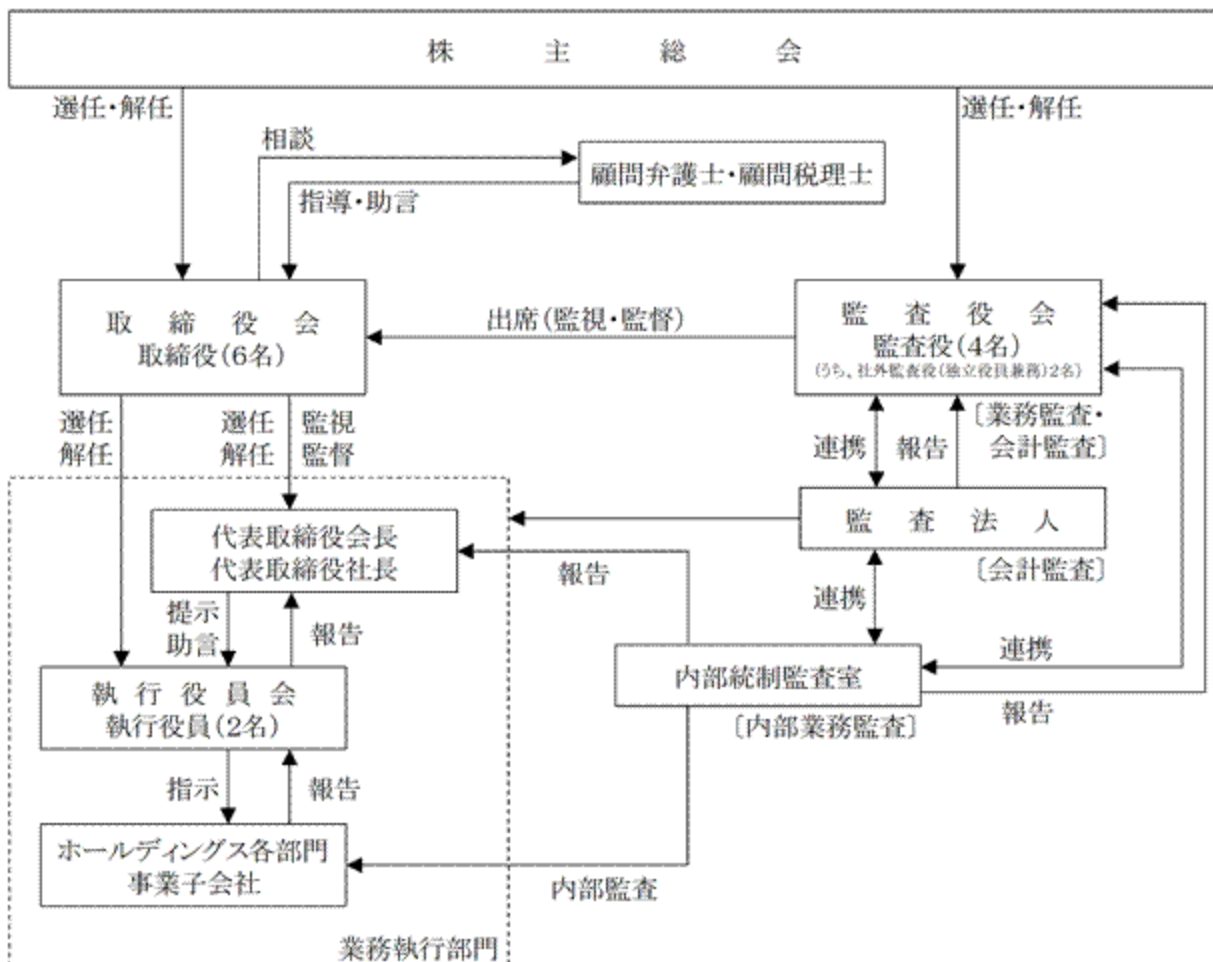 株主総会
選任・解任
選任・解任
相談
顧問弁護士・顧問税理士
指導・助言
取締役会
取締役(6名)
出席(監視・監督)
監査役会
監査役(4名)
(うち、社外監査役(独立役員兼務)2名)
選任
解任
選任
解任
監視
監督
連携
報告
〔業務監査・
会計監査〕
代表取締役会長
代表取締役社長
監査法人
〔会計監査〕
報告
連携
提示
助言
報告
執行役員会
執行役員(2名)
内部統制監査室
〔内部業務監査〕
連携
報告
指示
報告
ホールディングス各部門
事業子会社
内部監査
業務執行部門